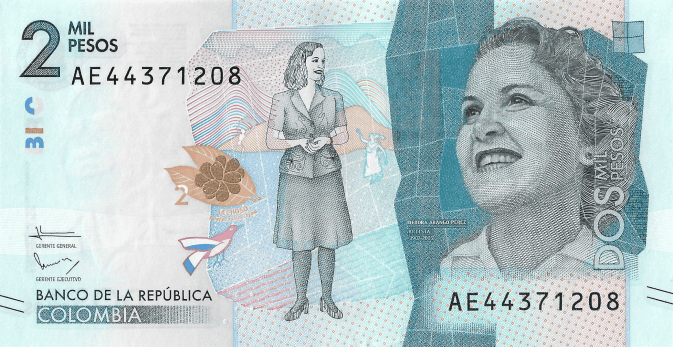 2 MIL
PESOS
AE44371208
2
DÉBORA ARANGO PÉREZ
ARTISTA
1907-2005
DOS MIL
PESOS
GERENTE GENERAL
GERENTE EJECUTIVO
BANCO DE LA REPÚBLICA
COLOMBIA
AE44371208